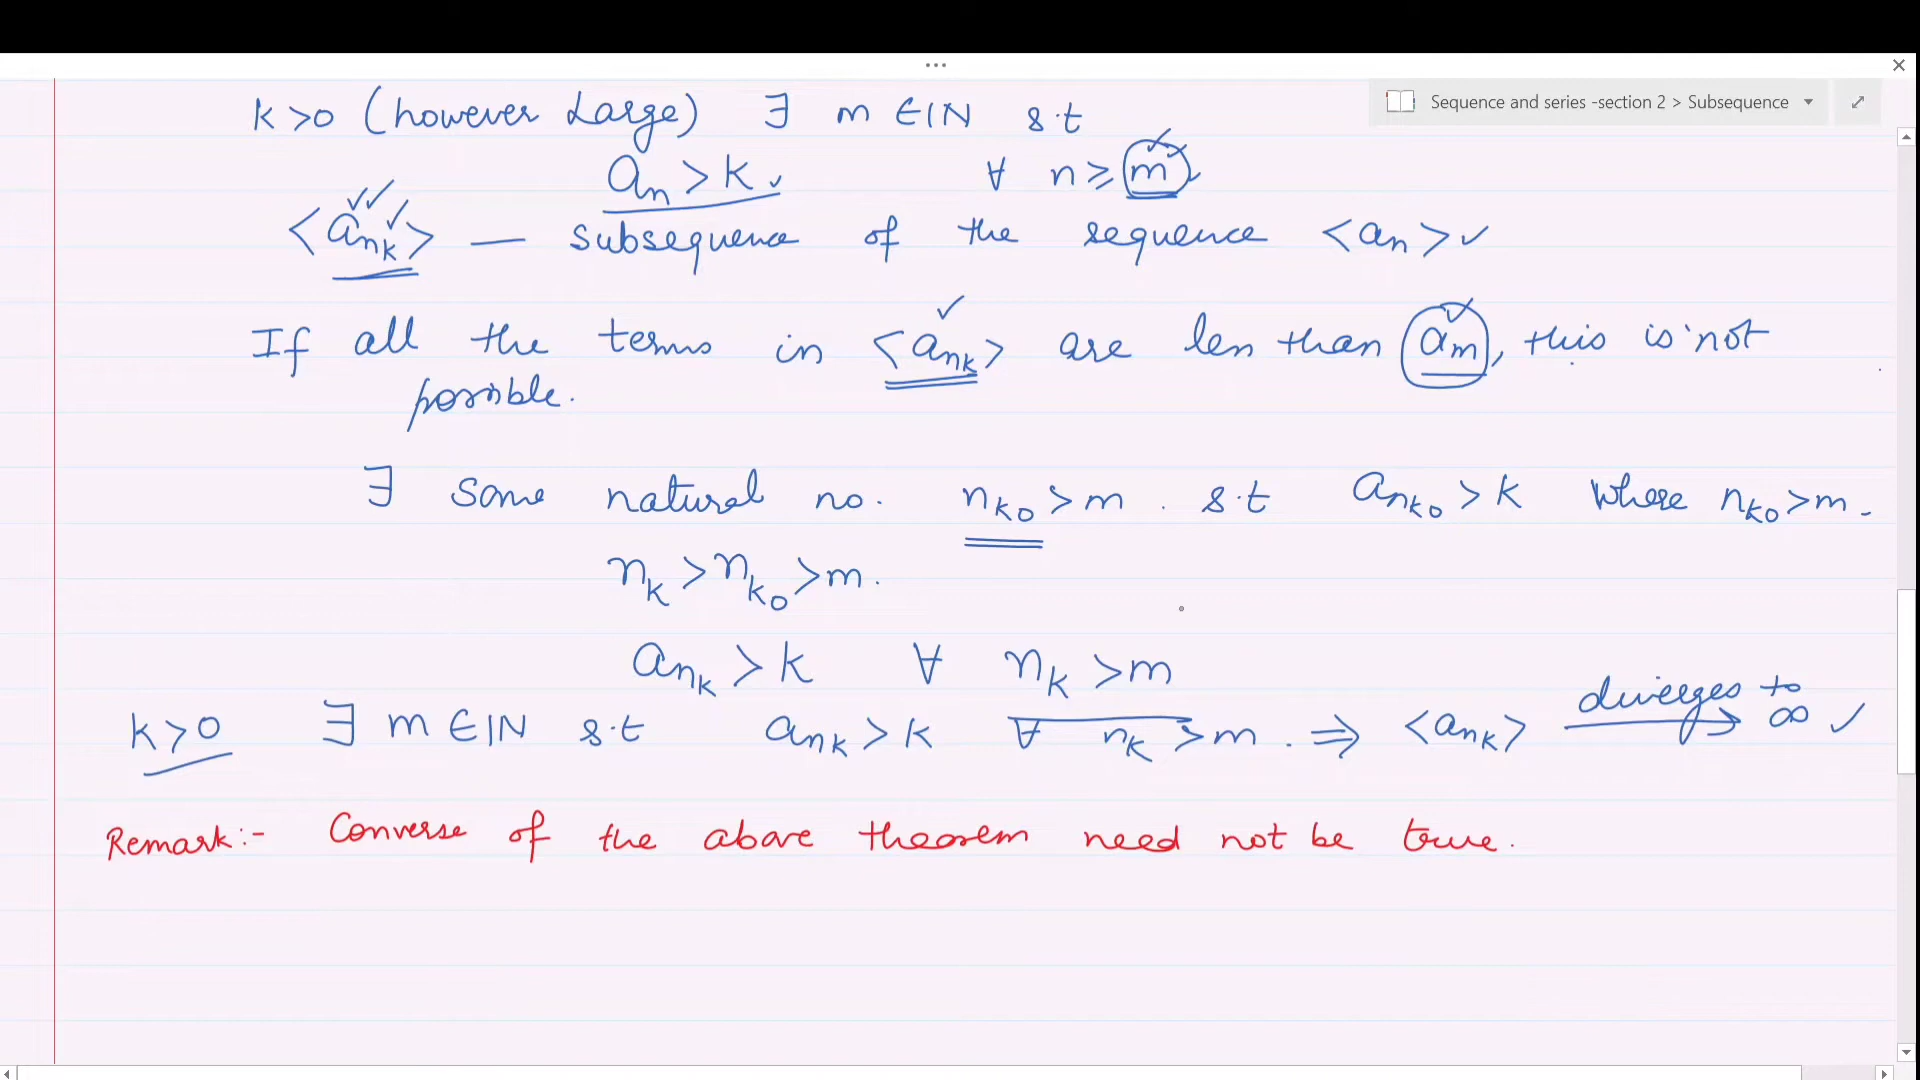 Sequence and series -section 2 > Subsequence
k>0 (however Large) ∃ m ∈ IN s.t
an > k ∀ n ≥ m
<ank> — subsequence of the sequence <an>
If all the terms in <ank> are less than am, this is not
possible.
∃ some natural no. nk0 > m . s.t ank0 > k where nk0 > m.
nk > nk0 > m.
ank > k ∀ nk > m
k>0 ∃ m ∈ IN s.t ank > k ∀ nk > m . ⇒ <ank> diverges to ∞
Remark:- Converse of the above theorem need not be true.